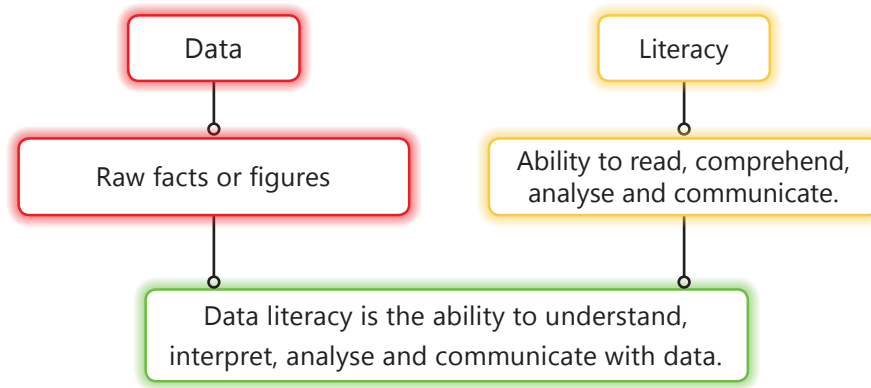 Data
Literacy
Raw facts or figures
Ability to read, comprehend,
analyse and communicate.
Data literacy is the ability to understand,
interpret, analyse and communicate with data.